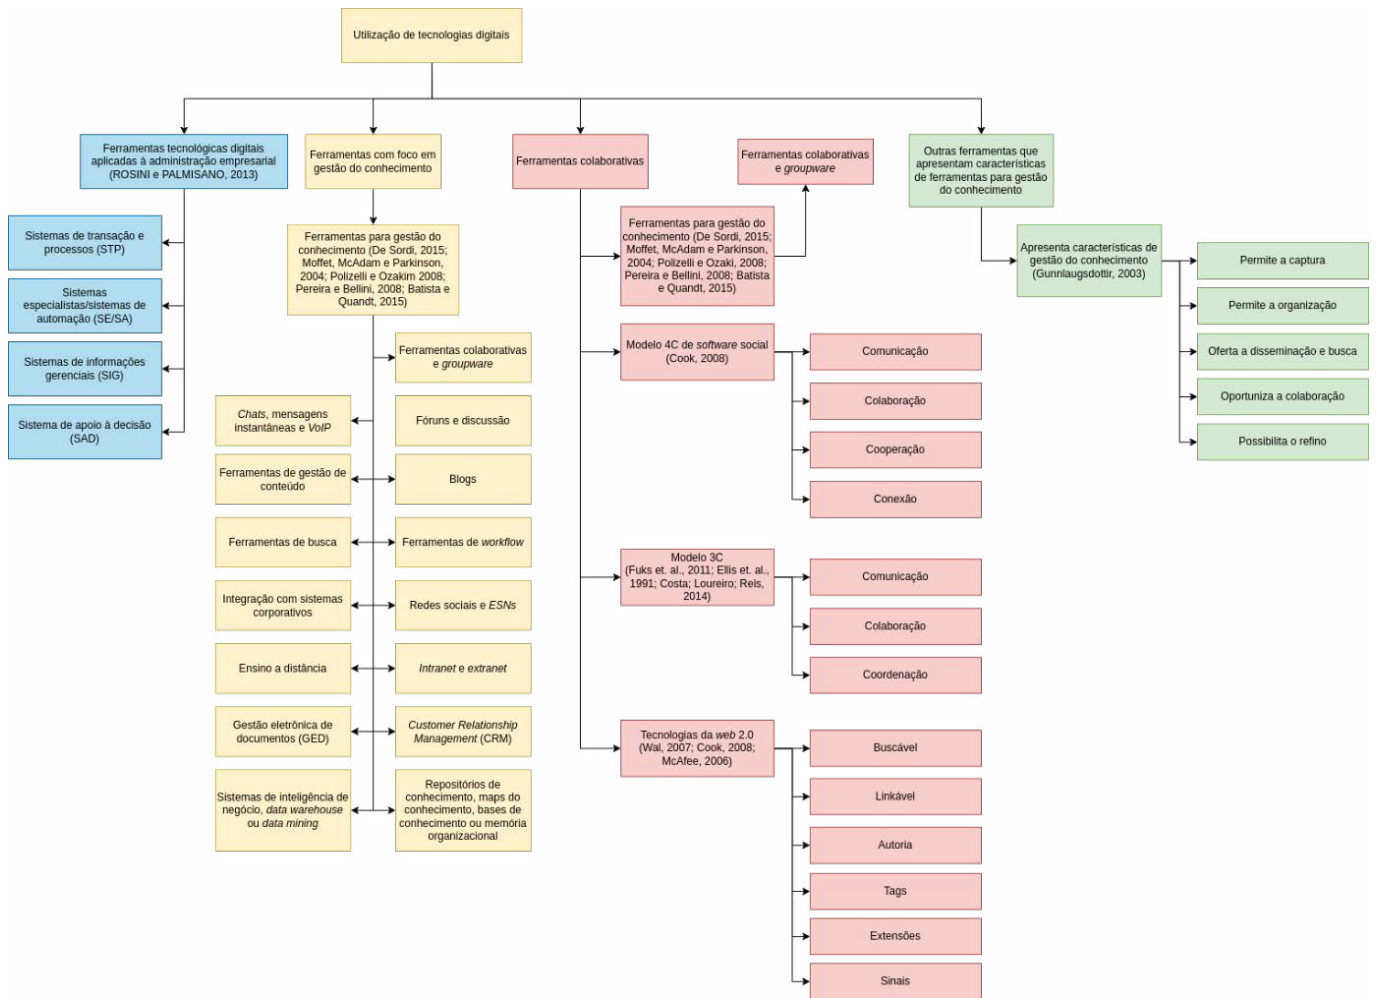 Utilização de tecnologias digitais
Ferramentas tecnológicas digitais
aplicadas à administração empresarial
(ROSINI e PALMISANO, 2013)
Sistemas de transação e
processos (STP)
Sistemas
especialistas/sistemas de
automação (SE/SA)
Sistemas de informações
gerenciais (SIG)
Sistema de apoio à decisão
(SAD)
Ferramentas com foco em
gestão do conhecimento
Ferramentas para gestão do
conhecimento (De Sordi, 2015;
Moffet, McAdam e Parkinson,
2004; Polizelli e Ozakim 2008;
Pereira e Bellini, 2008; Batista e
Quandt, 2015)
Ferramentas colaborativas
e groupware
Chats, mensagens
instantâneas e VoIP
Fóruns e discussão
Ferramentas de gestão de
conteúdo
Blogs
Ferramentas de busca
Ferramentas de workflow
Integração com sistemas
corporativos
Redes sociais e ESNs
Ensino a distância
Intranet e extranet
Gestão eletrônica de
documentos (GED)
Customer Relationship
Management (CRM)
Sistemas de inteligência de
negócio, data warehouse
ou data mining
Repositórios de
conhecimento, maps do
conhecimento, bases de
conhecimento ou memória
organizacional
Ferramentas colaborativas
Ferramentas colaborativas
e groupware
Ferramentas para gestão do
conhecimento (De Sordi, 2015;
Moffet, McAdam e Parkinson,
2004; Polizelli e Ozaki, 2008;
Pereira e Bellini, 2008; Batista
e Quandt, 2015)
Modelo 4C de software social
(Cook, 2008)
Comunicação
Colaboração
Cooperação
Conexão
Modelo 3C
(Fuks et. al., 2011; Ellis et. al.,
1991; Costa; Loureiro; Reis,
2014)
Comunicação
Colaboração
Coordenação
Tecnologias da web 2.0
(Wal, 2007; Cook, 2008;
McAfee, 2006)
Buscável
Linkável
Autoria
Tags
Extensões
Sinais
Outras ferramentas que
apresentam características
de ferramentas para gestão
do conhecimento
Apresenta características de
gestão do conhecimento
(Gunnlaugsdottir, 2003)
Permite a captura
Permite a organização
Oferta a disseminação e busca
Oportuniza a colaboração
Possibilita o refino